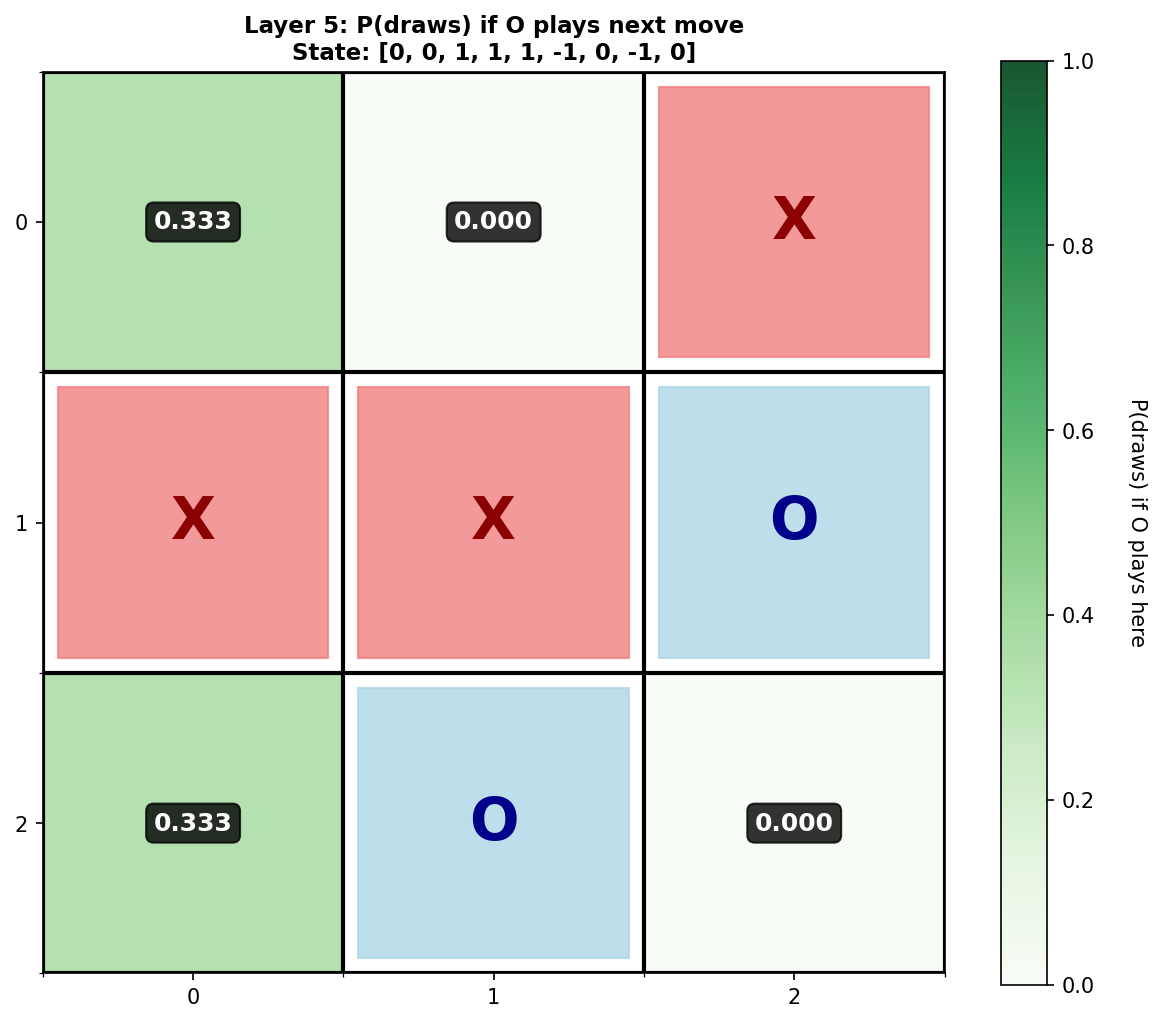 Layer 5: P(draws) if O plays next move
State: [0, 0, 1, 1, 1, -1, 0, -1, 0]
0.333
0.000
X
X
X
O
0.333
O
0.000
0
1
2
0
1
2
1.0
0.8
0.6
0.4
0.2
0.0
P(draws) if O plays here